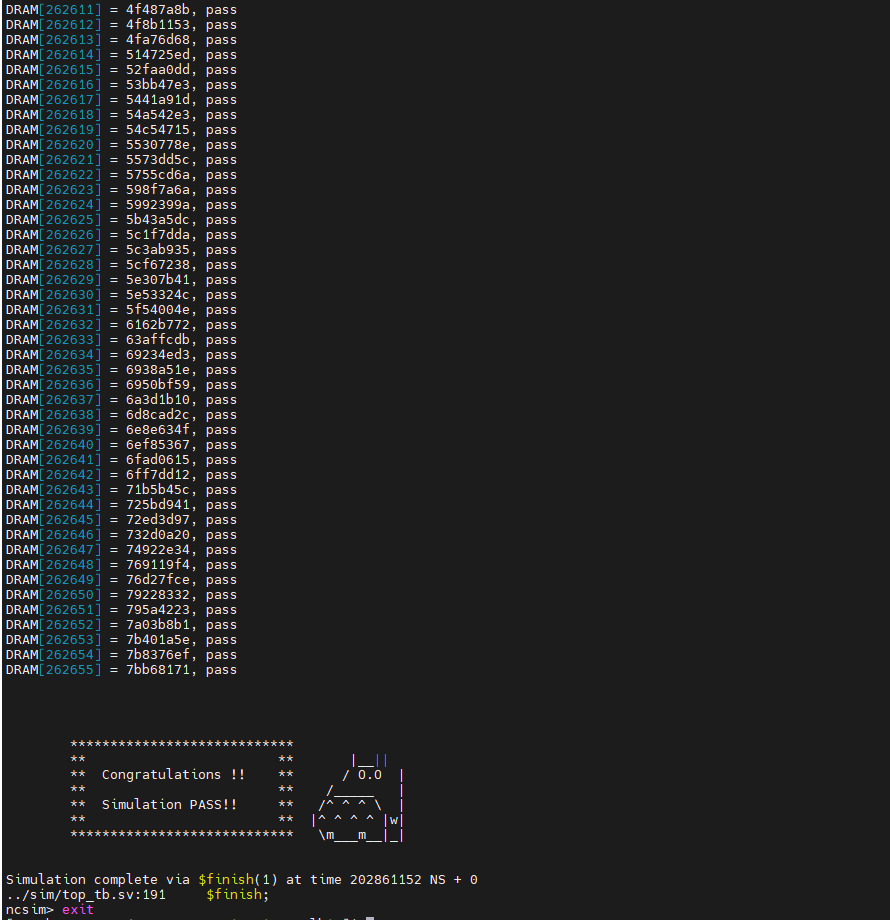 DRAM[262611] = 4f487a8b, pass
DRAM[262612] = 4f8b1153, pass
DRAM[262613] = 4fa76d68, pass
DRAM[262614] = 514725ed, pass
DRAM[262615] = 52faa0dd, pass
DRAM[262616] = 53bb47e3, pass
DRAM[262617] = 5441a91d, pass
DRAM[262618] = 54a542e3, pass
DRAM[262619] = 54c54715, pass
DRAM[262620] = 5530778e, pass
DRAM[262621] = 5573dd5c, pass
DRAM[262622] = 5755cd6a, pass
DRAM[262623] = 598f7a6a, pass
DRAM[262624] = 5992399a, pass
DRAM[262625] = 5b43a5dc, pass
DRAM[262626] = 5c1f7dda, pass
DRAM[262627] = 5c3ab935, pass
DRAM[262628] = 5cf67238, pass
DRAM[262629] = 5e307b41, pass
DRAM[262630] = 5e53324c, pass
DRAM[262631] = 5f54004e, pass
DRAM[262632] = 6162b772, pass
DRAM[262633] = 63affcdb, pass
DRAM[262634] = 69234ed3, pass
DRAM[262635] = 6938a51e, pass
DRAM[262636] = 6950bf59, pass
DRAM[262637] = 6a3d1b10, pass
DRAM[262638] = 6d8cad2c, pass
DRAM[262639] = 6e8e634f, pass
DRAM[262640] = 6ef85367, pass
DRAM[262641] = 6fad0615, pass
DRAM[262642] = 6ff7dd12, pass
DRAM[262643] = 71b5b45c, pass
DRAM[262644] = 725bd941, pass
DRAM[262645] = 72ed3d97, pass
DRAM[262646] = 732d0a20, pass
DRAM[262647] = 74922e34, pass
DRAM[262648] = 769119f4, pass
DRAM[262649] = 76d27fce, pass
DRAM[262650] = 79228332, pass
DRAM[262651] = 795a4223, pass
DRAM[262652] = 7a03b8b1, pass
DRAM[262653] = 7b401a5e, pass
DRAM[262654] = 7b8376ef, pass
DRAM[262655] = 7bb68171, pass
****************************
**                        **       |__||
**  Congratulations !!    **      / O.O  |
**                        **    /_____   |
**  Simulation PASS!!     **   /^ ^ ^ \  |
**                        **  |^ ^ ^ ^ |w|
****************************   \m___m__|_|
Simulation complete via $finish(1) at time 202861152 NS + 0
../sim/top_tb.sv:191     $finish;
ncsim> exit